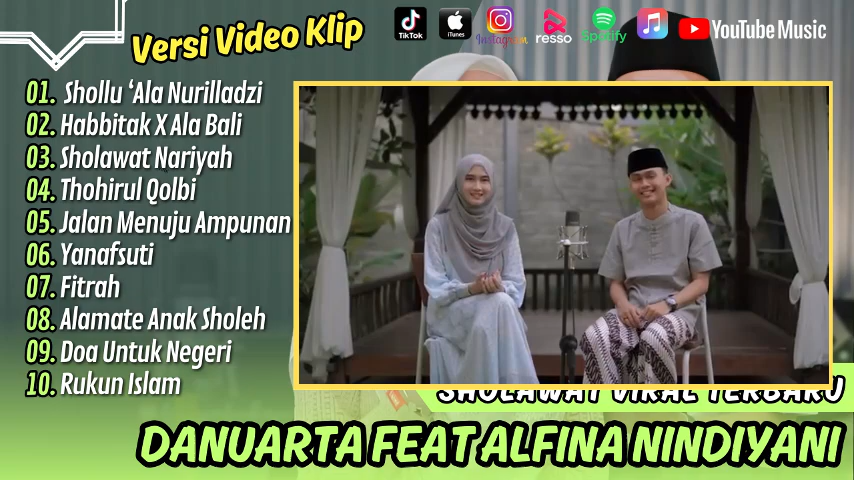 Versi Video Klip
TikTok
iTunes
Instagram
resso
Spotify
YouTube Music
01. Shollu ‘Ala Nurilladzi
02. Habbitak X Ala Bali
03. Sholawat Nariyah
04. Thohirul Qolbi
05. Jalan Menuju Ampunan
06. Yanafsuti
07. Fitrah
08. Alamate Anak Sholeh
09. Doa Untuk Negeri
10. Rukun Islam
SHOLAWAT VIRAL TERBARU
DANUARTA FEAT ALFINA NINDIYANI